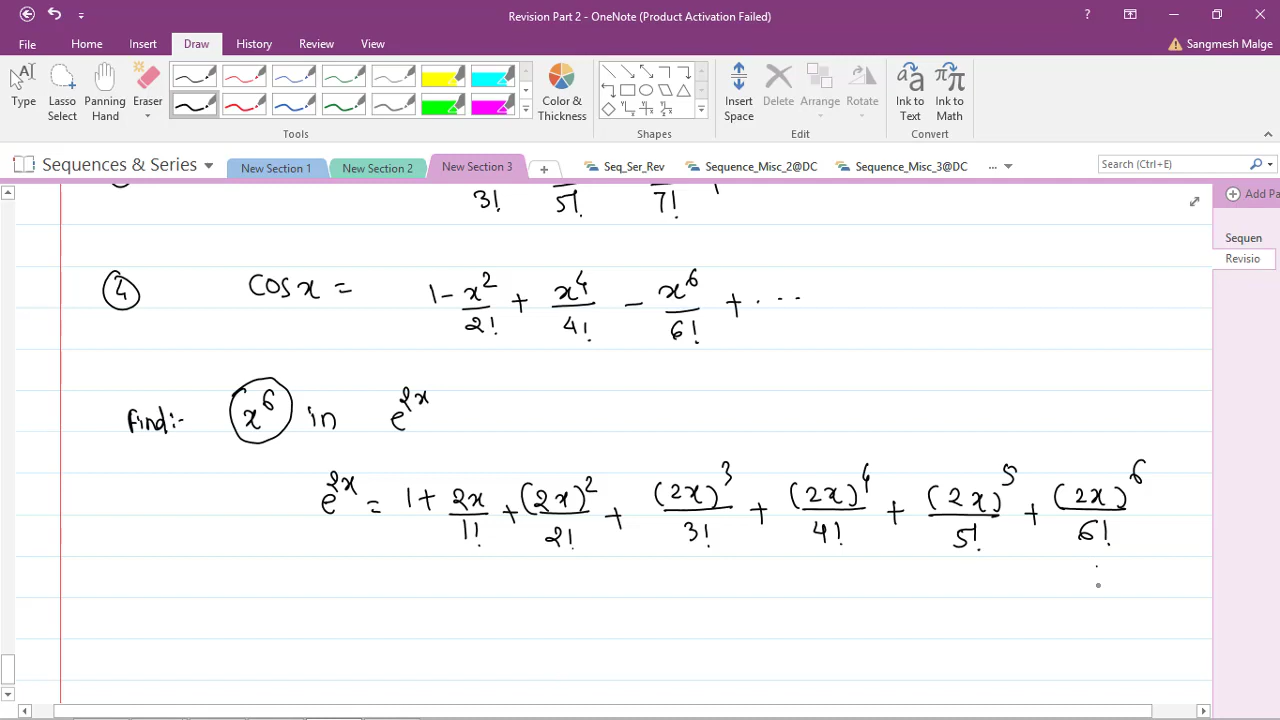 Revision Part 2 - OneNote (Product Activation Failed)
File Home Insert Draw History Review View Sangmesh Malge
Type Lasso Select Panning Hand Eraser Color & Thickness Insert Space Delete Arrange Rotate Ink to Text Ink to Math
Tools Shapes Edit Convert
Sequences & Series New Section 1 New Section 2 New Section 3 + Seq_Ser_Rev Sequence_Misc_2@DC Sequence_Misc_3@DC ... Search (Ctrl+E)
Add Pa
3! 5! 7!
Sequen
Revisio
④ cos x = 1 - x^2/2! + x^4/4! - x^6/6! + ...
Find:- x^6 in e^2x
e^2x = 1 + 2x/1! + (2x)^2/2! + (2x)^3/3! + (2x)^4/4! + (2x)^5/5! + (2x)^6/6!